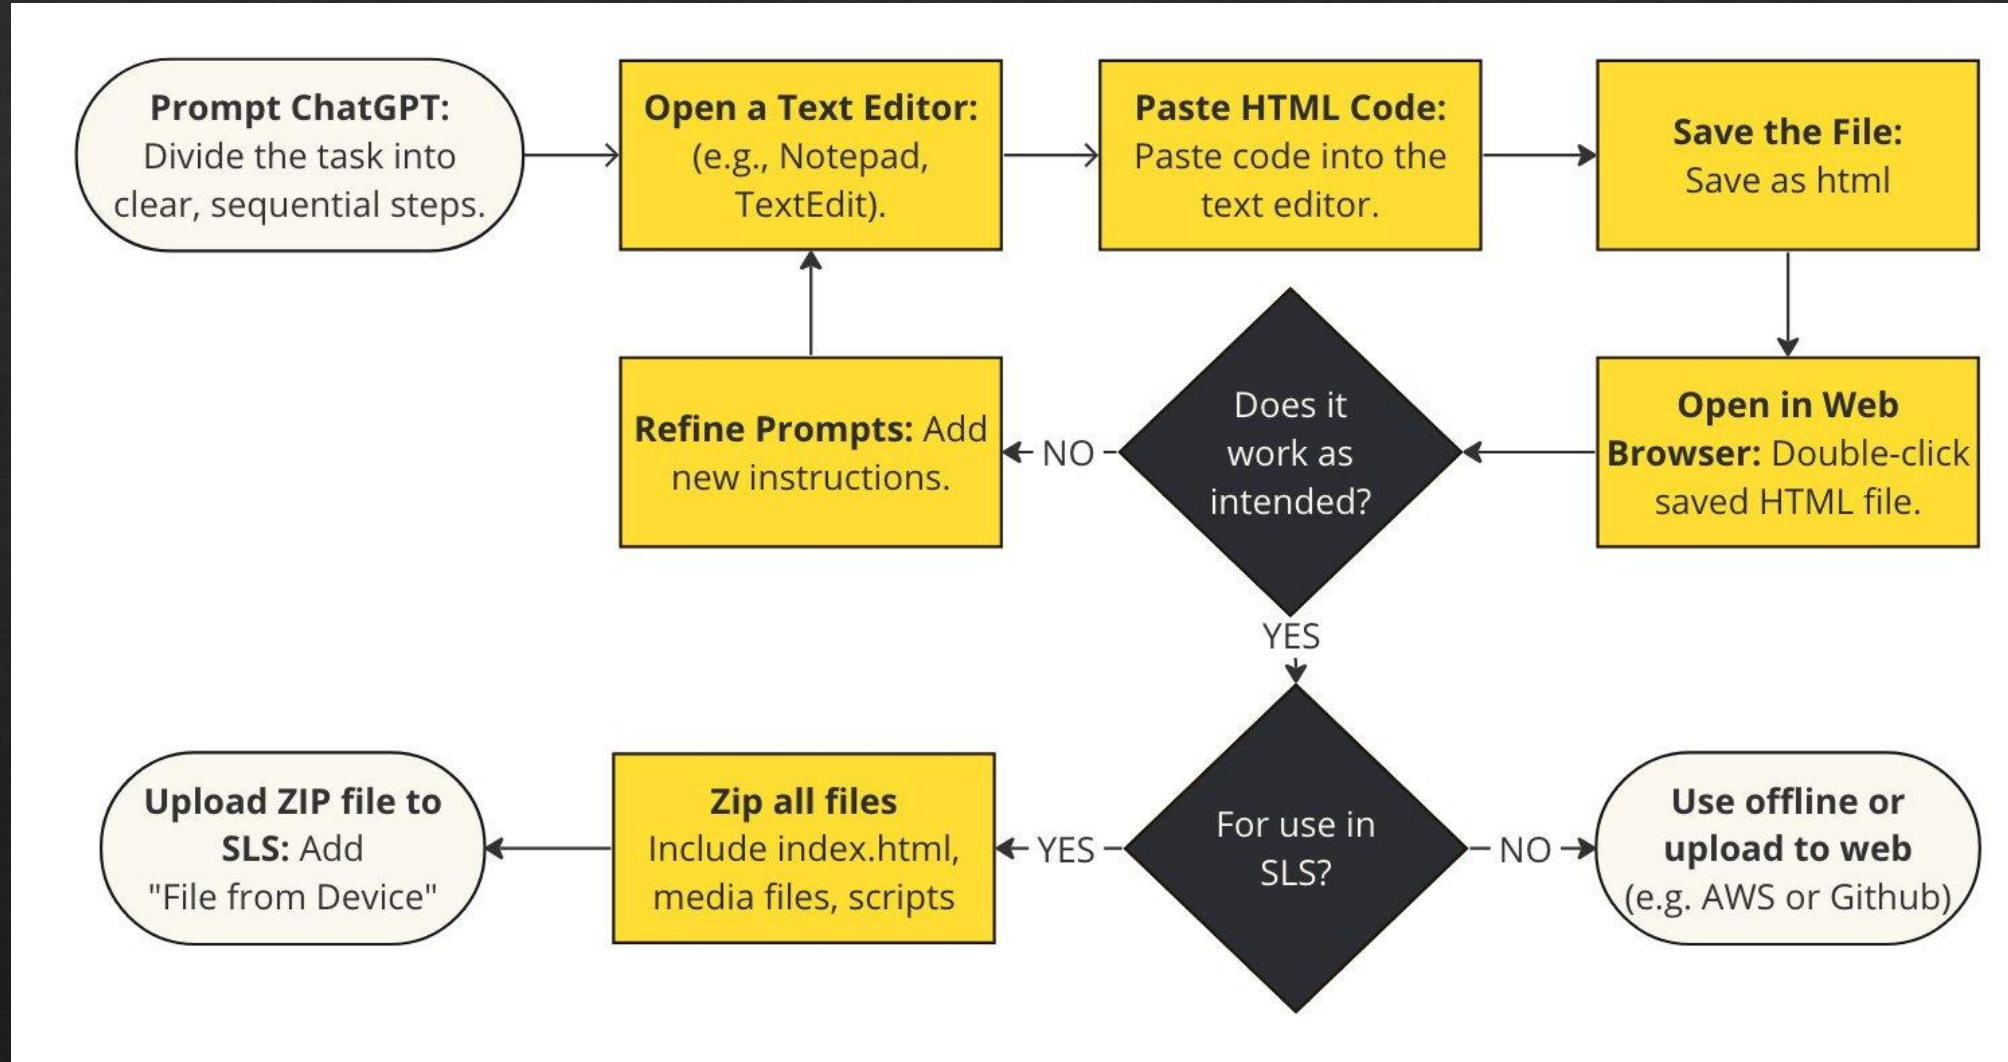 Prompt ChatGPT:
Divide the task into
clear, sequential steps.
Open a Text Editor:
(e.g., Notepad,
TextEdit).
Paste HTML Code:
Paste code into the
text editor.
Save the File:
Save as html
Open in Web
Browser: Double-click
saved HTML file.
Does it
work as
intended?
NO
Refine Prompts: Add
new instructions.
YES
For use in
SLS?
YES
Zip all files
Include index.html,
media files, scripts
Upload ZIP file to
SLS: Add
"File from Device"
NO
Use offline or
upload to web
(e.g. AWS or Github)